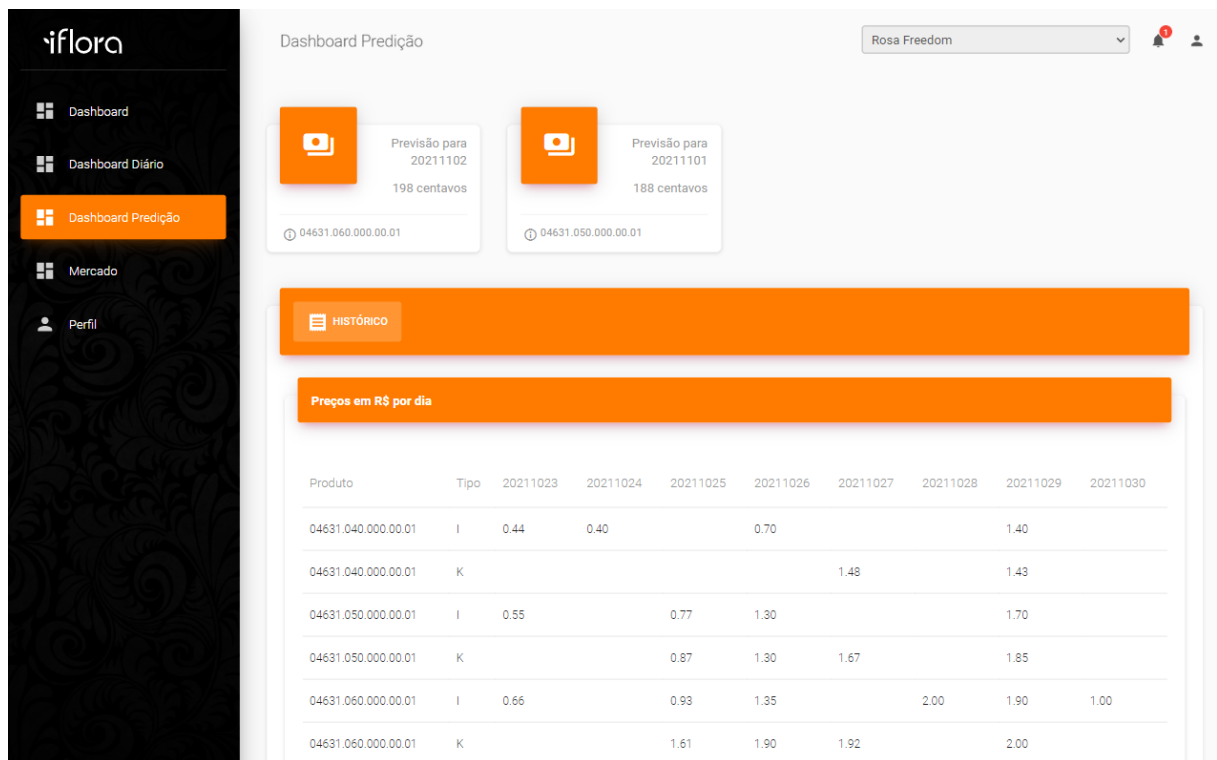 iflora
Dashboard
Dashboard Diário
Dashboard Predição
Mercado
Perfil
Dashboard Predição
Rosa Freedom
1
Previsão para
20211102
198 centavos
04631.060.000.00.01
Previsão para
20211101
188 centavos
04631.050.000.00.01
HISTÓRICO
Preços em R$ por dia
Produto Tipo 20211023 20211024 20211025 20211026 20211027 20211028 20211029 20211030
04631.040.000.00.01 I 0.44 0.40 0.70 1.40
04631.040.000.00.01 K 1.48 1.43
04631.050.000.00.01 I 0.55 0.77 1.30 1.70
04631.050.000.00.01 K 0.87 1.30 1.67 1.85
04631.060.000.00.01 I 0.66 0.93 1.35 2.00 1.90 1.00
04631.060.000.00.01 K 1.61 1.90 1.92 2.00